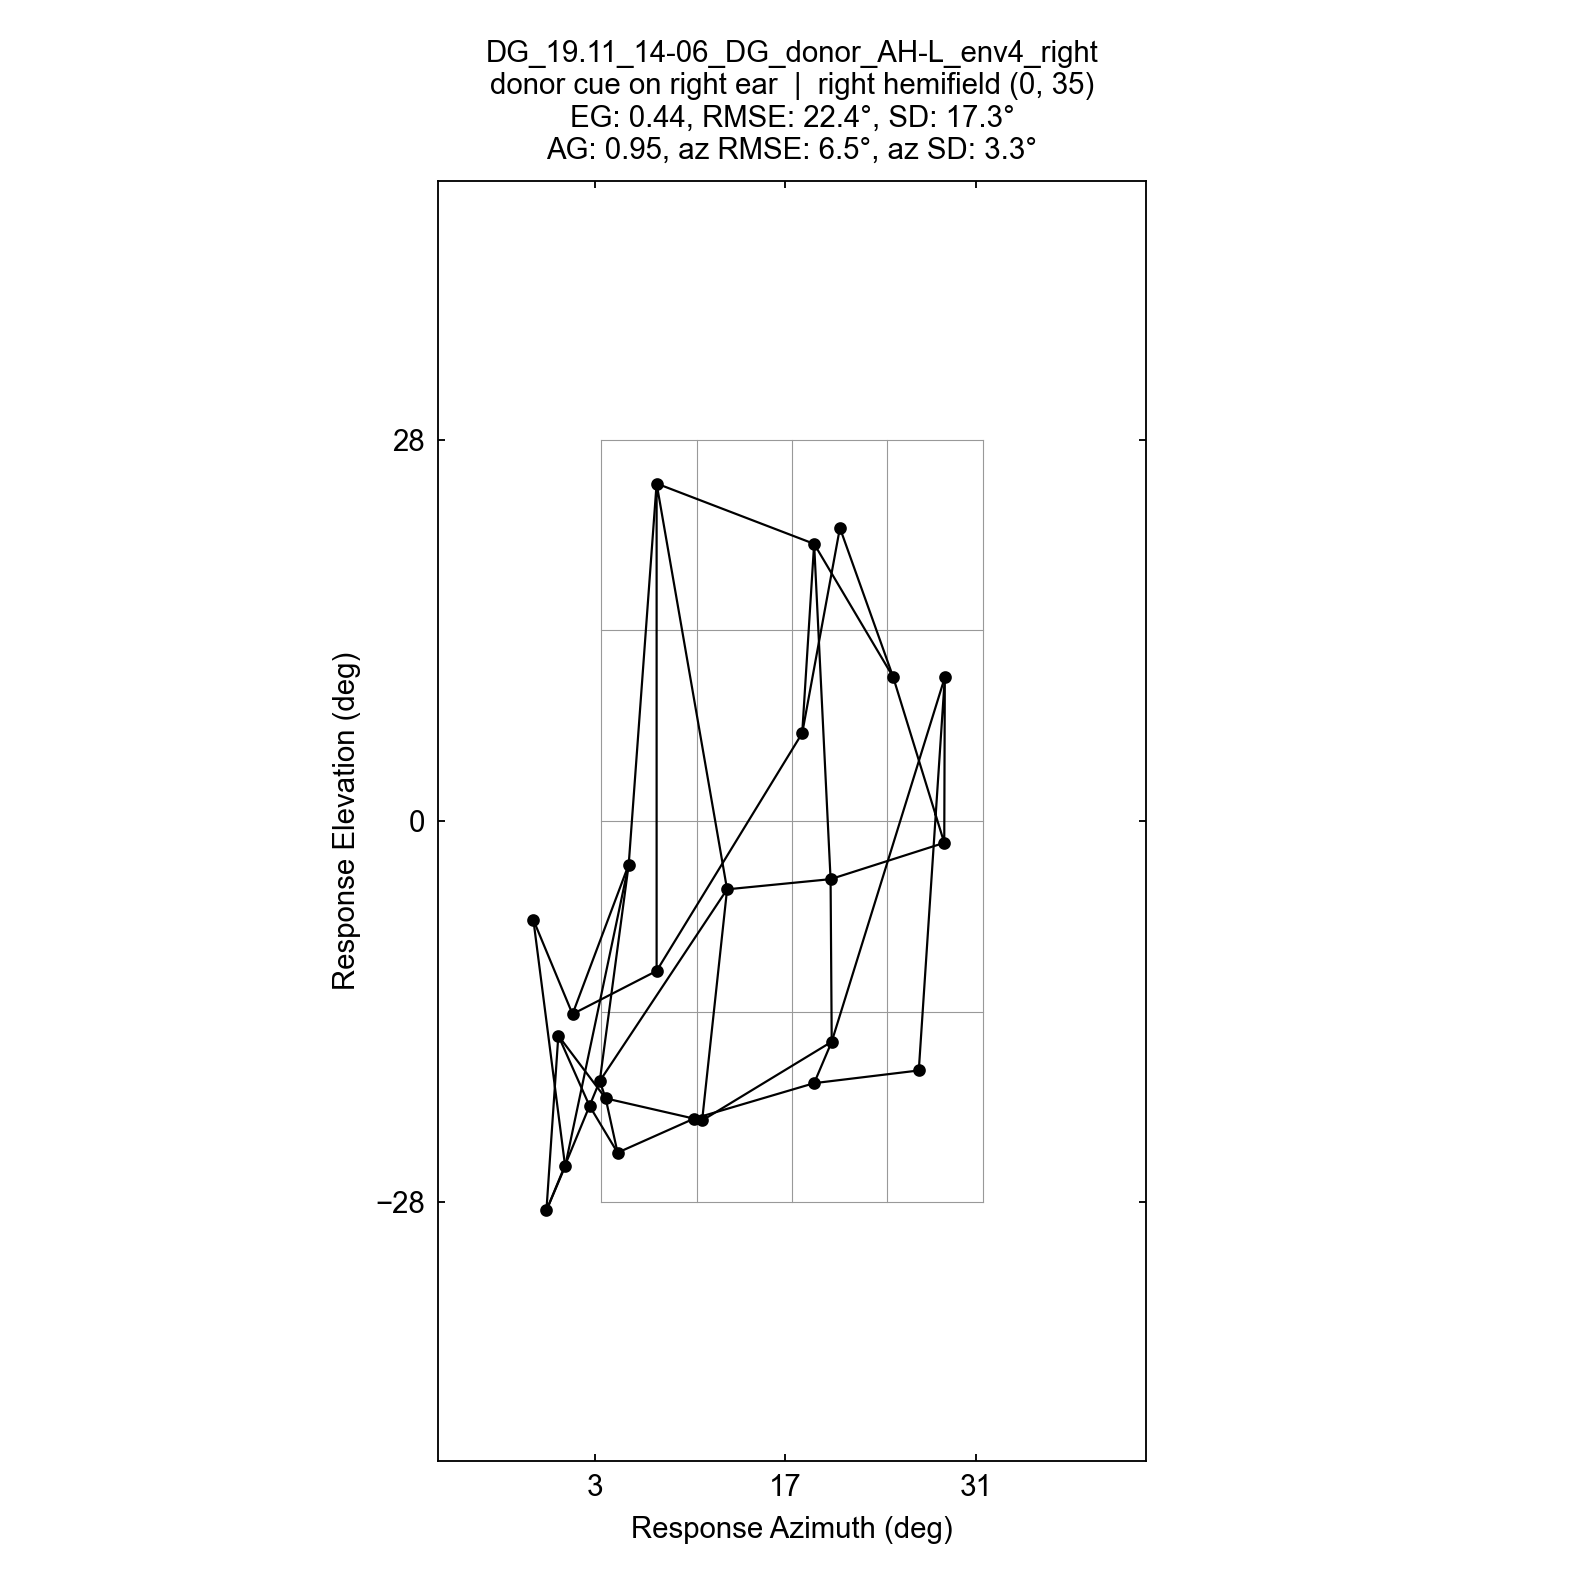 DG_19.11_14-06_DG_donor_AH-L_env4_right
donor cue on right ear | right hemifield (0, 35)
EG: 0.44, RMSE: 22.4°, SD: 17.3°
AG: 0.95, az RMSE: 6.5°, az SD: 3.3°
28
0
−28
Response Elevation (deg)
3 17 31
Response Azimuth (deg)